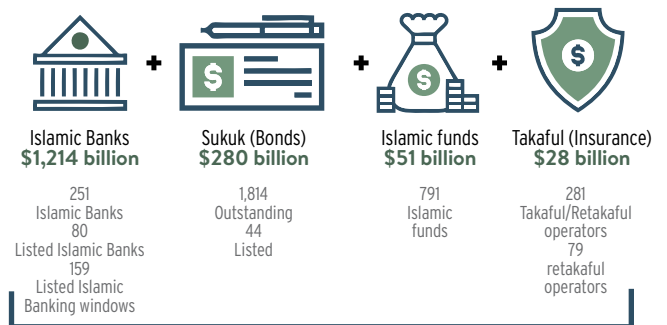 Islamic Banks
$1,214 billion
251
Islamic Banks
80
Listed Islamic Banks
159
Listed Islamic
Banking windows
Sukuk (Bonds)
$280 billion
1,814
Outstanding
44
Listed
Islamic funds
$51 billion
791
Islamic
funds
Takaful (Insurance)
$28 billion
281
Takaful/Retakaful
operators
79
retakaful
operators